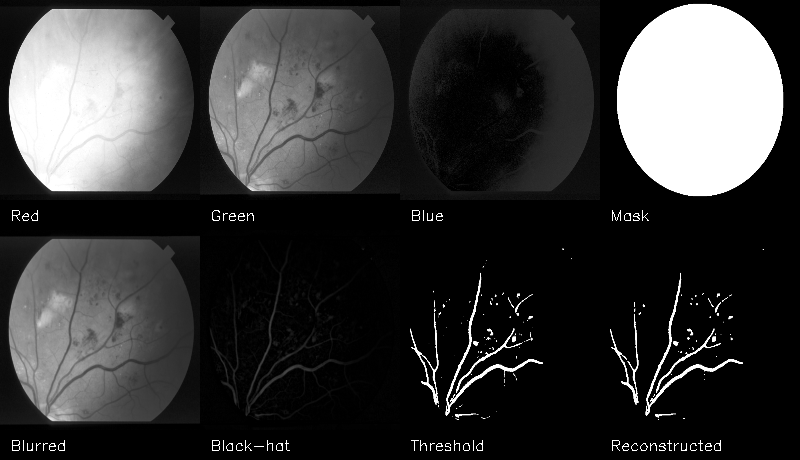 Red
Green
Blue
Mask
Blurred
Black-hat
Threshold
Reconstructed